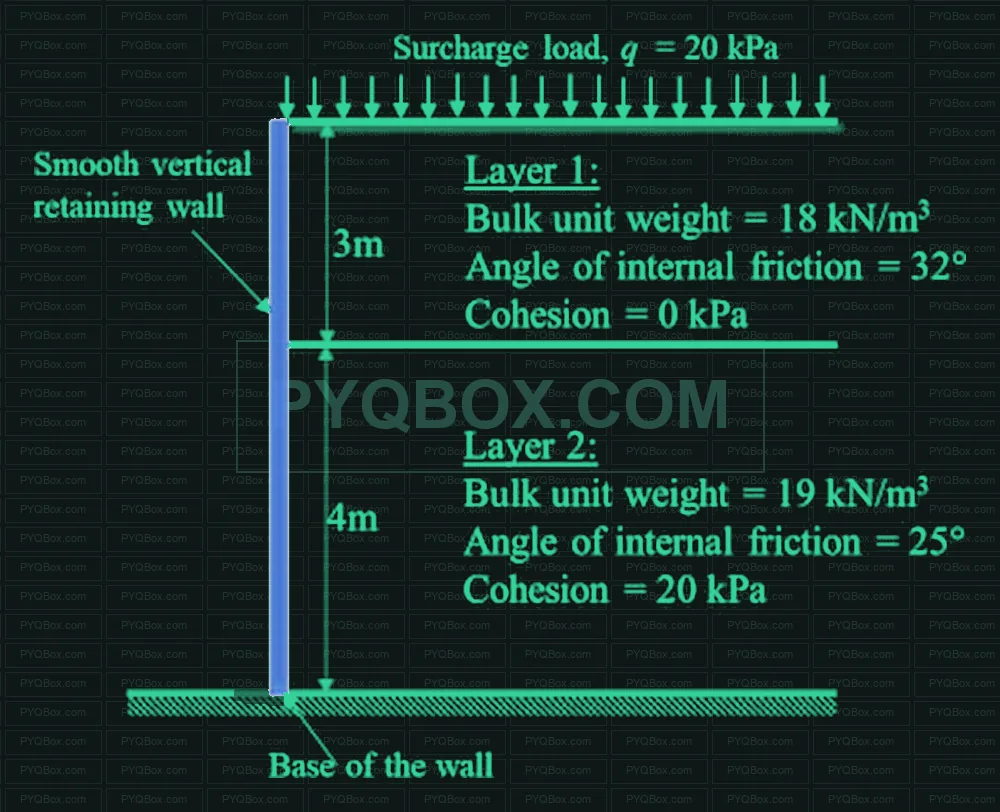 Surcharge load, q = 20 kPa
Smooth vertical
retaining wall
3m
Layer 1:
Bulk unit weight = 18 kN/m³
Angle of internal friction = 32°
Cohesion = 0 kPa
PYQBOX.COM
4m
Layer 2:
Bulk unit weight = 19 kN/m³
Angle of internal friction = 25°
Cohesion = 20 kPa
Base of the wall
PYQBox.com